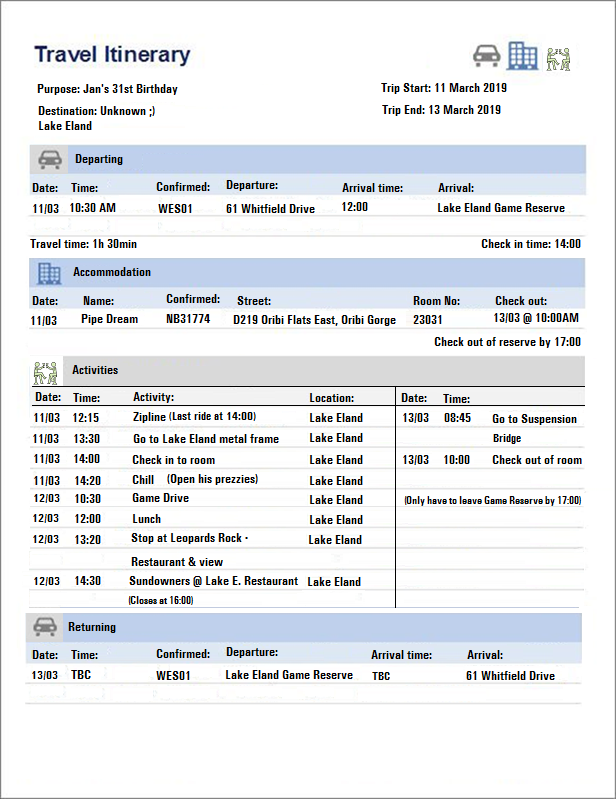 Travel Itinerary
Purpose: Jan's 31st Birthday Trip Start: 11 March 2019
Destination: Unknown ;) Trip End: 13 March 2019
Lake Eland
Departing
Date: Time: Confirmed: Departure: Arrival time: Arrival:
11/03 10:30 AM WES01 61 Whitfield Drive 12:00 Lake Eland Game Reserve
Travel time: 1h 30min Check in time: 14:00
Accommodation
Date: Name: Confirmed: Street: Room No: Check out:
11/03 Pipe Dream NB31774 D219 Oribi Flats East, Oribi Gorge 23031 13/03 @ 10:00AM
Check out of reserve by 17:00
Activities
Date: Time: Activity: Location: Date: Time:
11/03 12:15 Zipline (Last ride at 14:00) Lake Eland 13/03 08:45 Go to Suspension
11/03 13:30 Go to Lake Eland metal frame Lake Eland Bridge
11/03 14:00 Check in to room Lake Eland 13/03 10:00 Check out of room
11/03 14:20 Chill (Open his prezzies) Lake Eland
12/03 10:30 Game Drive Lake Eland (Only have to leave Game Reserve by 17:00)
12/03 12:00 Lunch Lake Eland
12/03 13:20 Stop at Leopards Rock - Lake Eland
Restaurant & view
12/03 14:30 Sundowners @ Lake E. Restaurant Lake Eland
(Closes at 16:00)
Returning
Date: Time: Confirmed: Departure: Arrival time: Arrival:
13/03 TBC WES01 Lake Eland Game Reserve TBC 61 Whitfield Drive